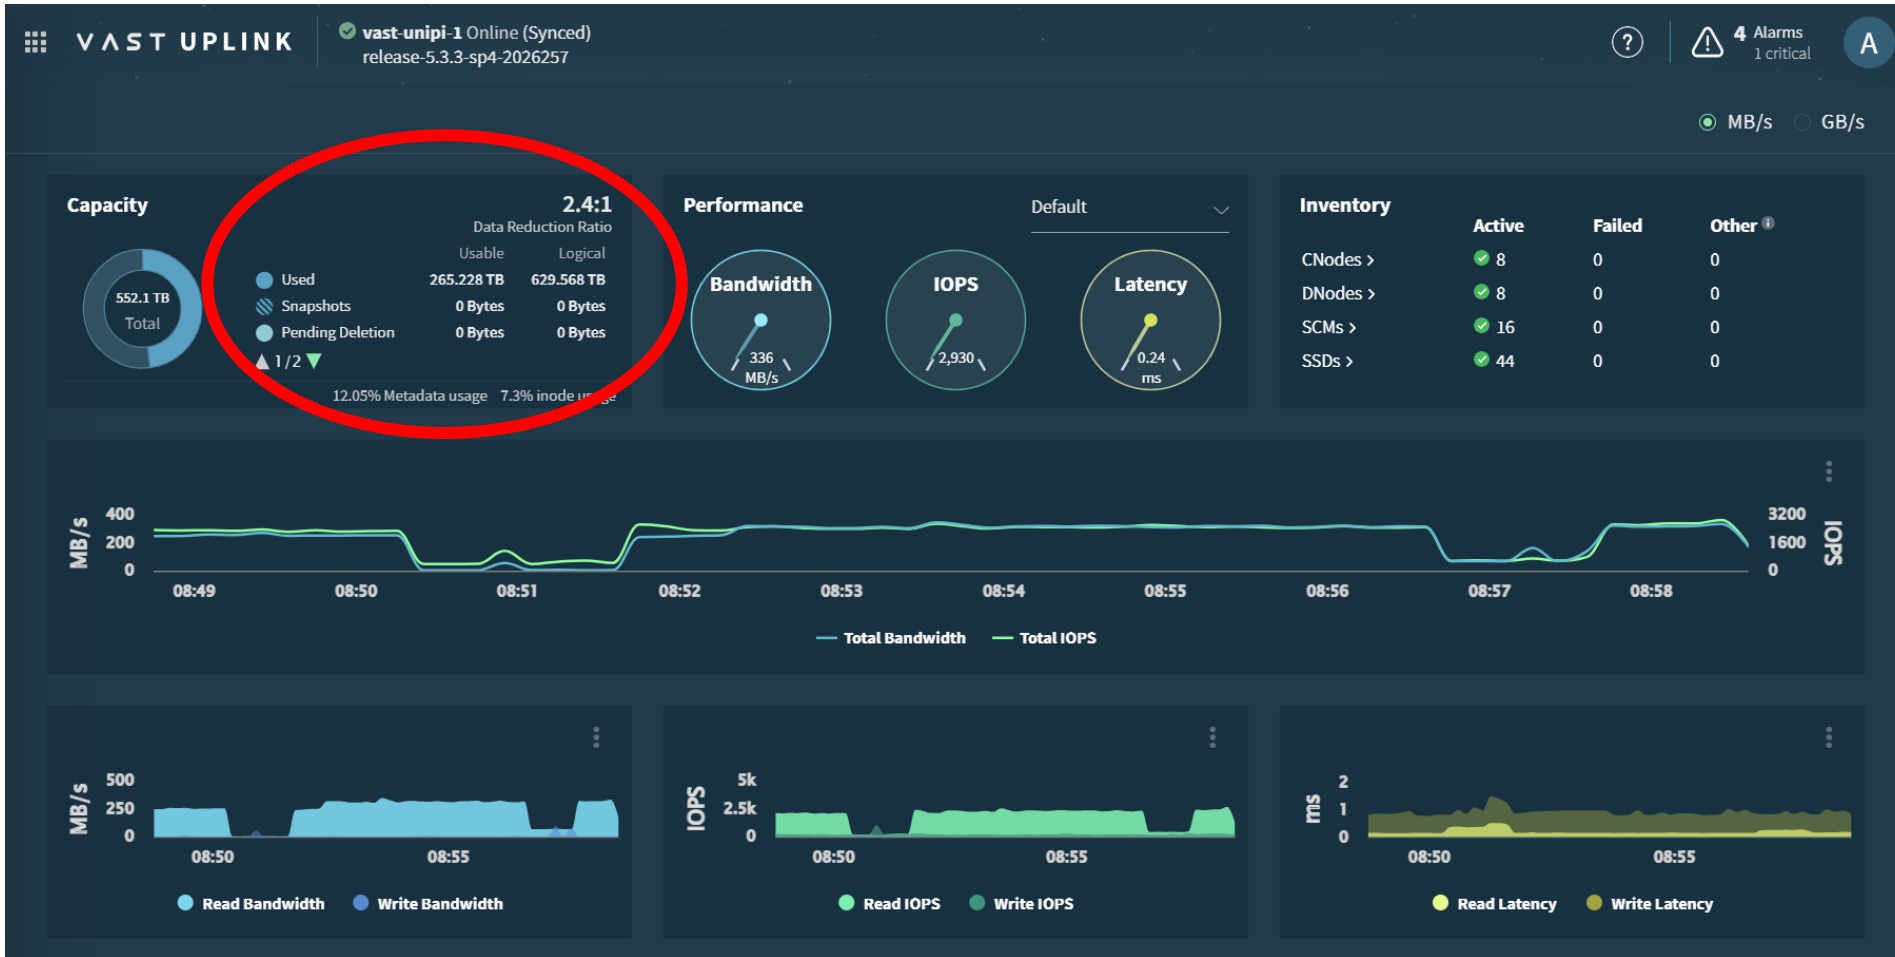 VAST UPLINK
vast-unipi-1 Online (Synced)
release-5.3.3-sp4-2026257
?
4 Alarms
1 critical
A
MB/s GB/s
Capacity
2.4:1
Data Reduction Ratio
Usable Logical
Used 265.228 TB 629.568 TB
Snapshots 0 Bytes 0 Bytes
Pending Deletion 0 Bytes 0 Bytes
1/2
552.1 TB
Total
12.05% Metadata usage 7.3% inode usage
Performance
Default
Bandwidth
336
MB/s
IOPS
2,930
Latency
0.24
ms
Inventory
Active Failed Other
CNodes > 8 0 0
DNodes > 8 0 0
SCMs > 16 0 0
SSDs > 44 0 0
MB/s
400
200
0
3200
1600
0
IOPS
08:49 08:50 08:51 08:52 08:53 08:54 08:55 08:56 08:57 08:58
Total Bandwidth Total IOPS
MB/s
500
250
0
08:50 08:55
Read Bandwidth Write Bandwidth
IOPS
5k
2.5k
0
08:50 08:55
Read IOPS Write IOPS
ms
2
1
0
08:50 08:55
Read Latency Write Latency